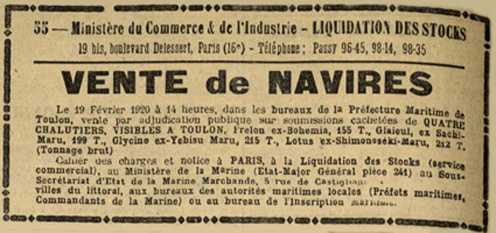 55 — Ministère du Commerce & de l'Industrie - LIQUIDATION DES STOCKS
19 bis, boulevard Delessert, Paris (16e) - Téléphone ; Passy 96-45, 98-14, 98-35
VENTE de NAVIRES
Le 19 Février 1920 à 14 heures, dans les bureaux de la Préfecture Maritime de
Toulon, vente par adjudication publique sur soumissions cachetées de QUATRE
CHALUTIERS, VISIBLES A TOULON, Frelon ex-Bohemia, 155 T., Glaïeul, ex Sachi-
Maru, 199 T., Glycine ex-Yebisu Maru, 215 T., Lotus ex-Shimonoséki-Maru, 212 T.
(Tonnage brut)
Cahier des charges et notice à PARIS, à la Liquidation des Stocks (service
commercial), au Ministère de la Marine (Etat-Major Général pièce 241) au Sous-
Secrétariat d'Etat de la Marine Marchande, 5 rue de
villes du littoral, aux bureaux des autorités maritimes locales (Préfets maritimes,
Commandants de la Marine) ou au bureau de l'Inscription